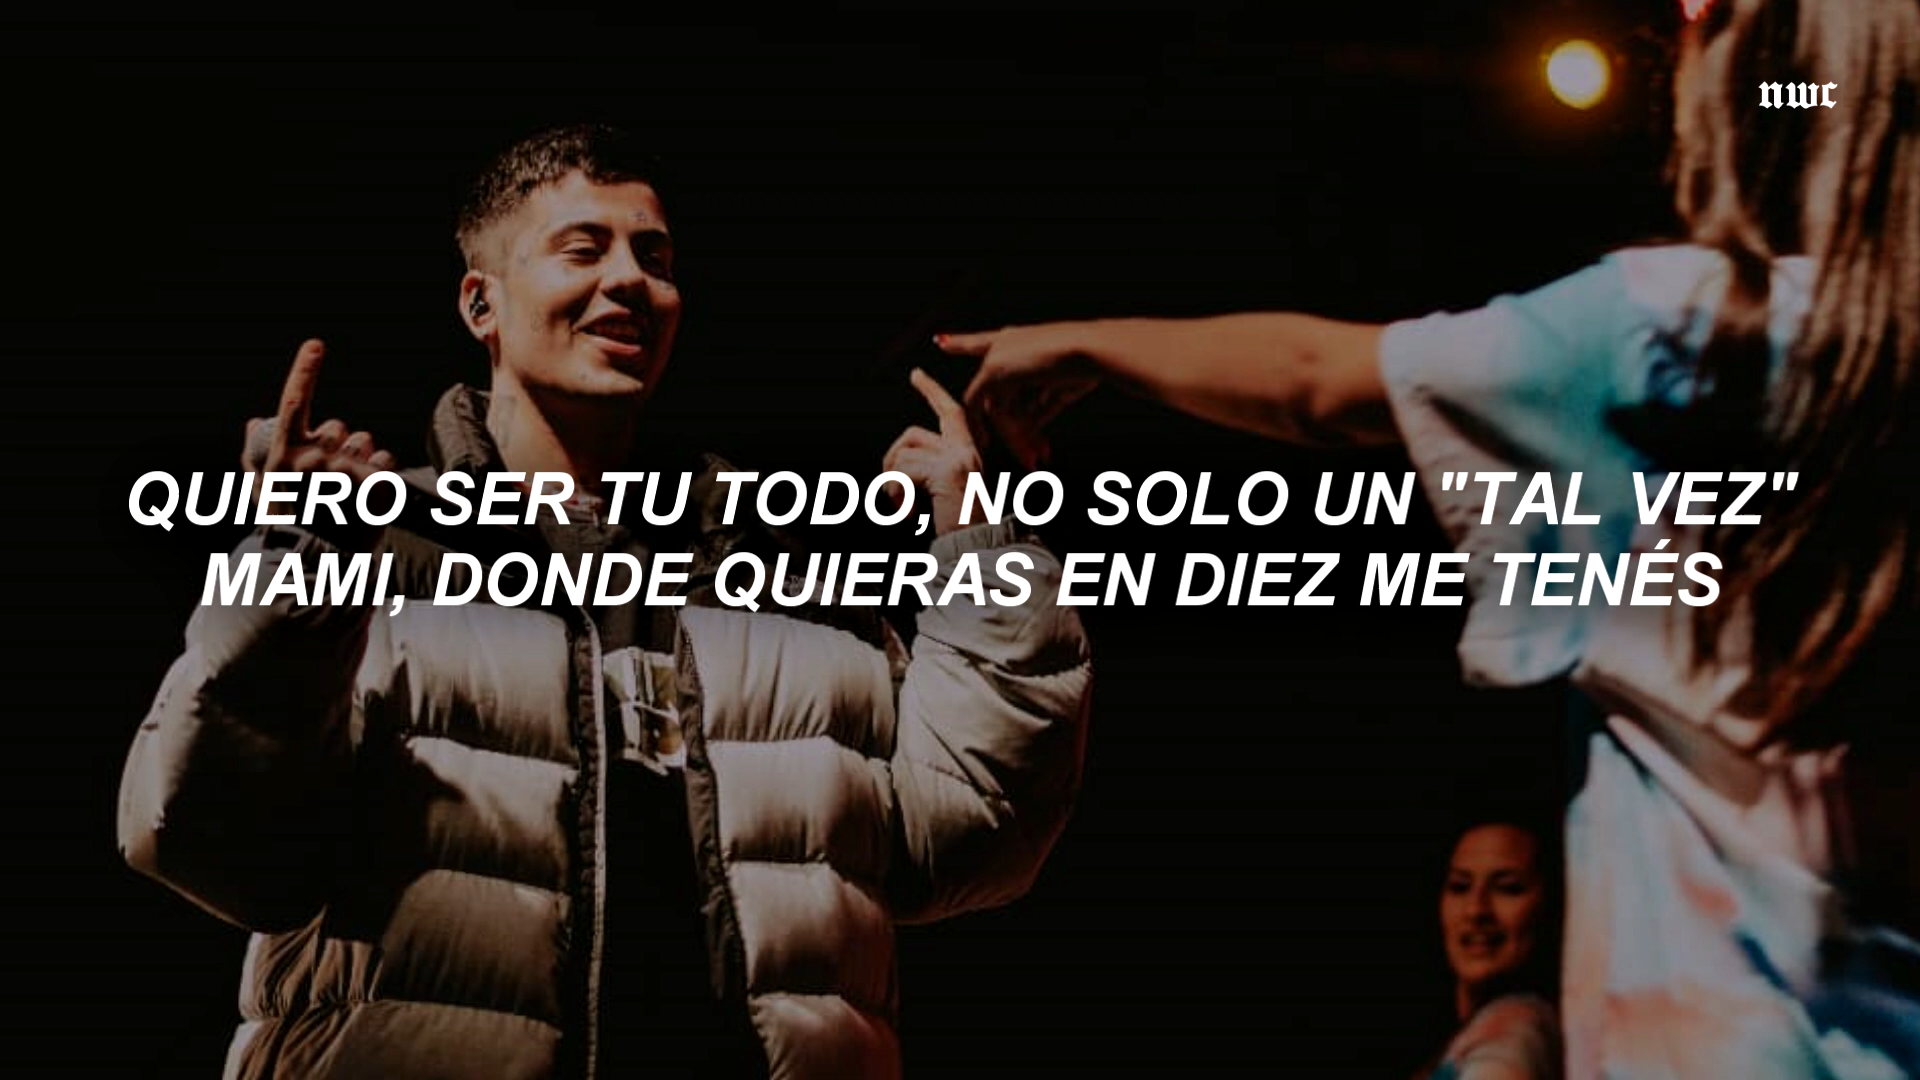 nwc
QUIERO SER TU TODO, NO SOLO UN "TAL VEZ"
MAMI, DONDE QUIERAS EN DIEZ ME TENÉS